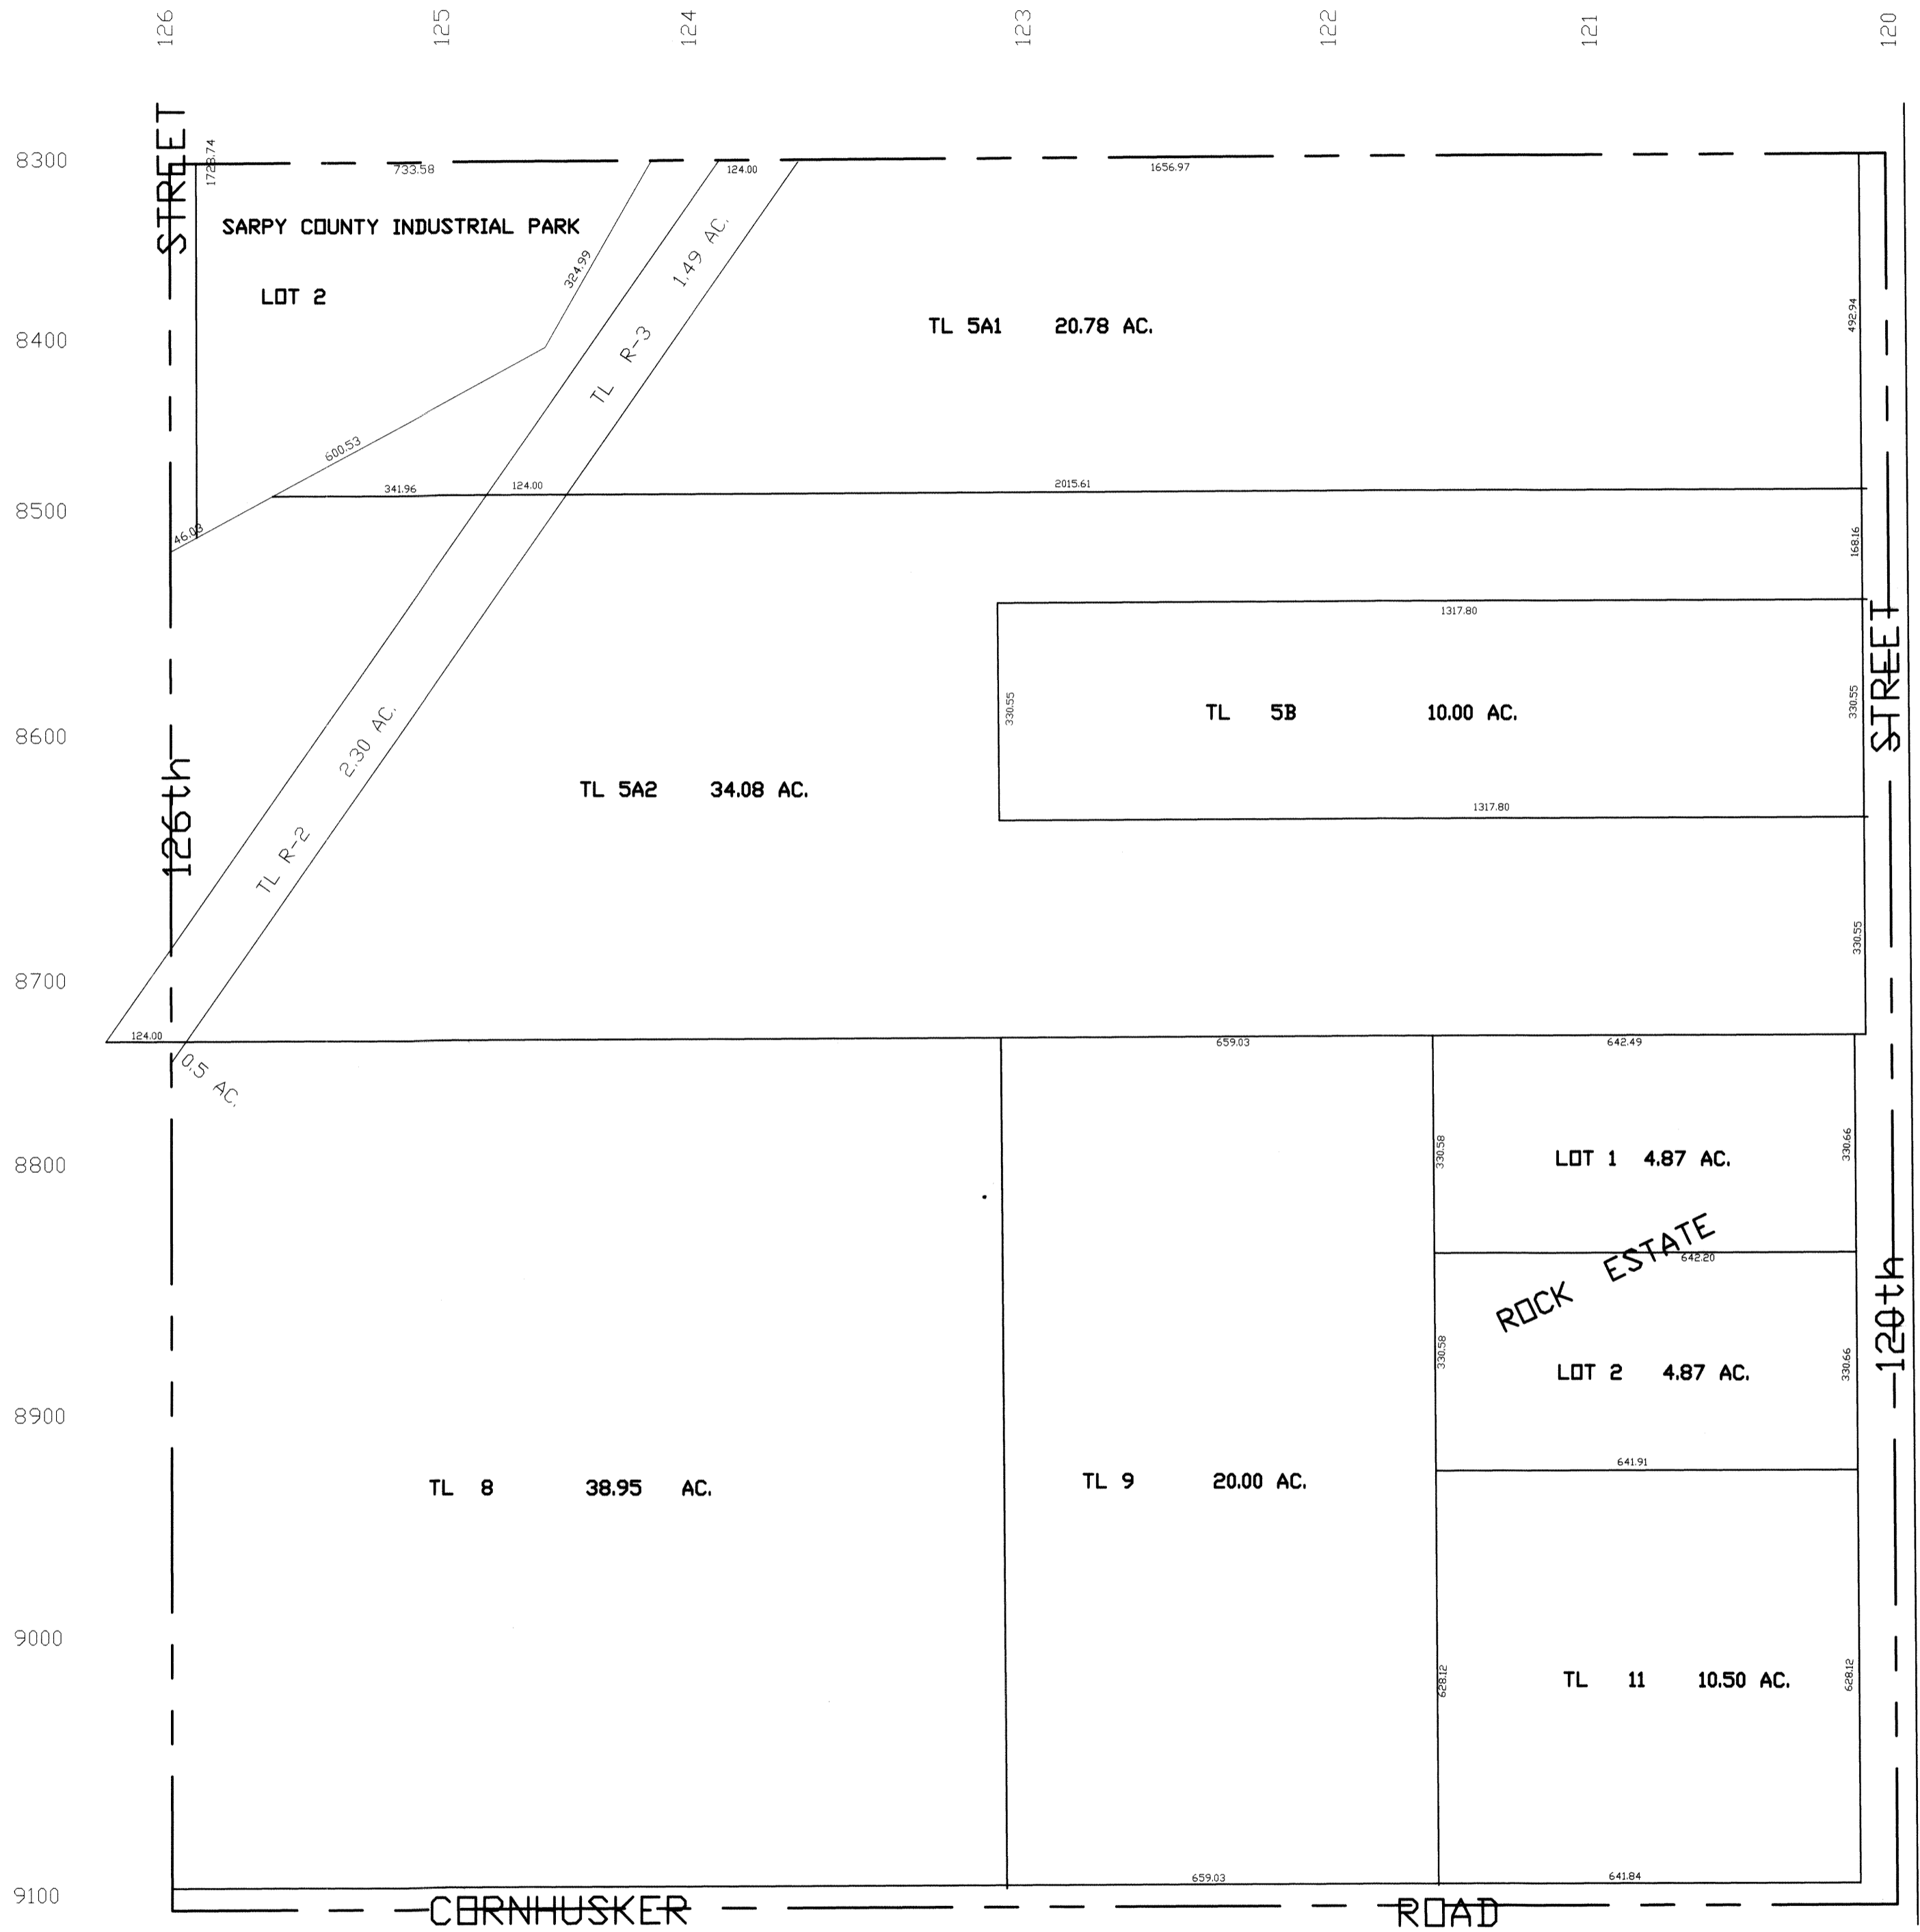 126 125 124 123 122 121 120
8300
8400
8500
8600
8700
8800
8900
9000
9100
STREET
126th
1728.74
733.58
124.00
1656.97
SARPY COUNTY INDUSTRIAL PARK
LOT 2
324.99
600.53
46.03
TL R-3 1.49 AC.
TL 5A1 20.78 AC.
492.94
341.96
124.00
2015.61
168.16
1317.80
330.55
TL 5B 10.00 AC.
330.55
1317.80
STREET
TL R-2 2.30 AC.
TL 5A2 34.08 AC.
330.55
124.00
0.5 AC.
659.03
642.49
330.58
LOT 1 4.87 AC.
330.66
ROCK ESTATE
642.20
330.58
LOT 2 4.87 AC.
330.66
120th
641.91
TL 8 38.95 AC.
TL 9 20.00 AC.
628.12
TL 11 10.50 AC.
628.12
659.03
641.84
CORNHUSKER ROAD